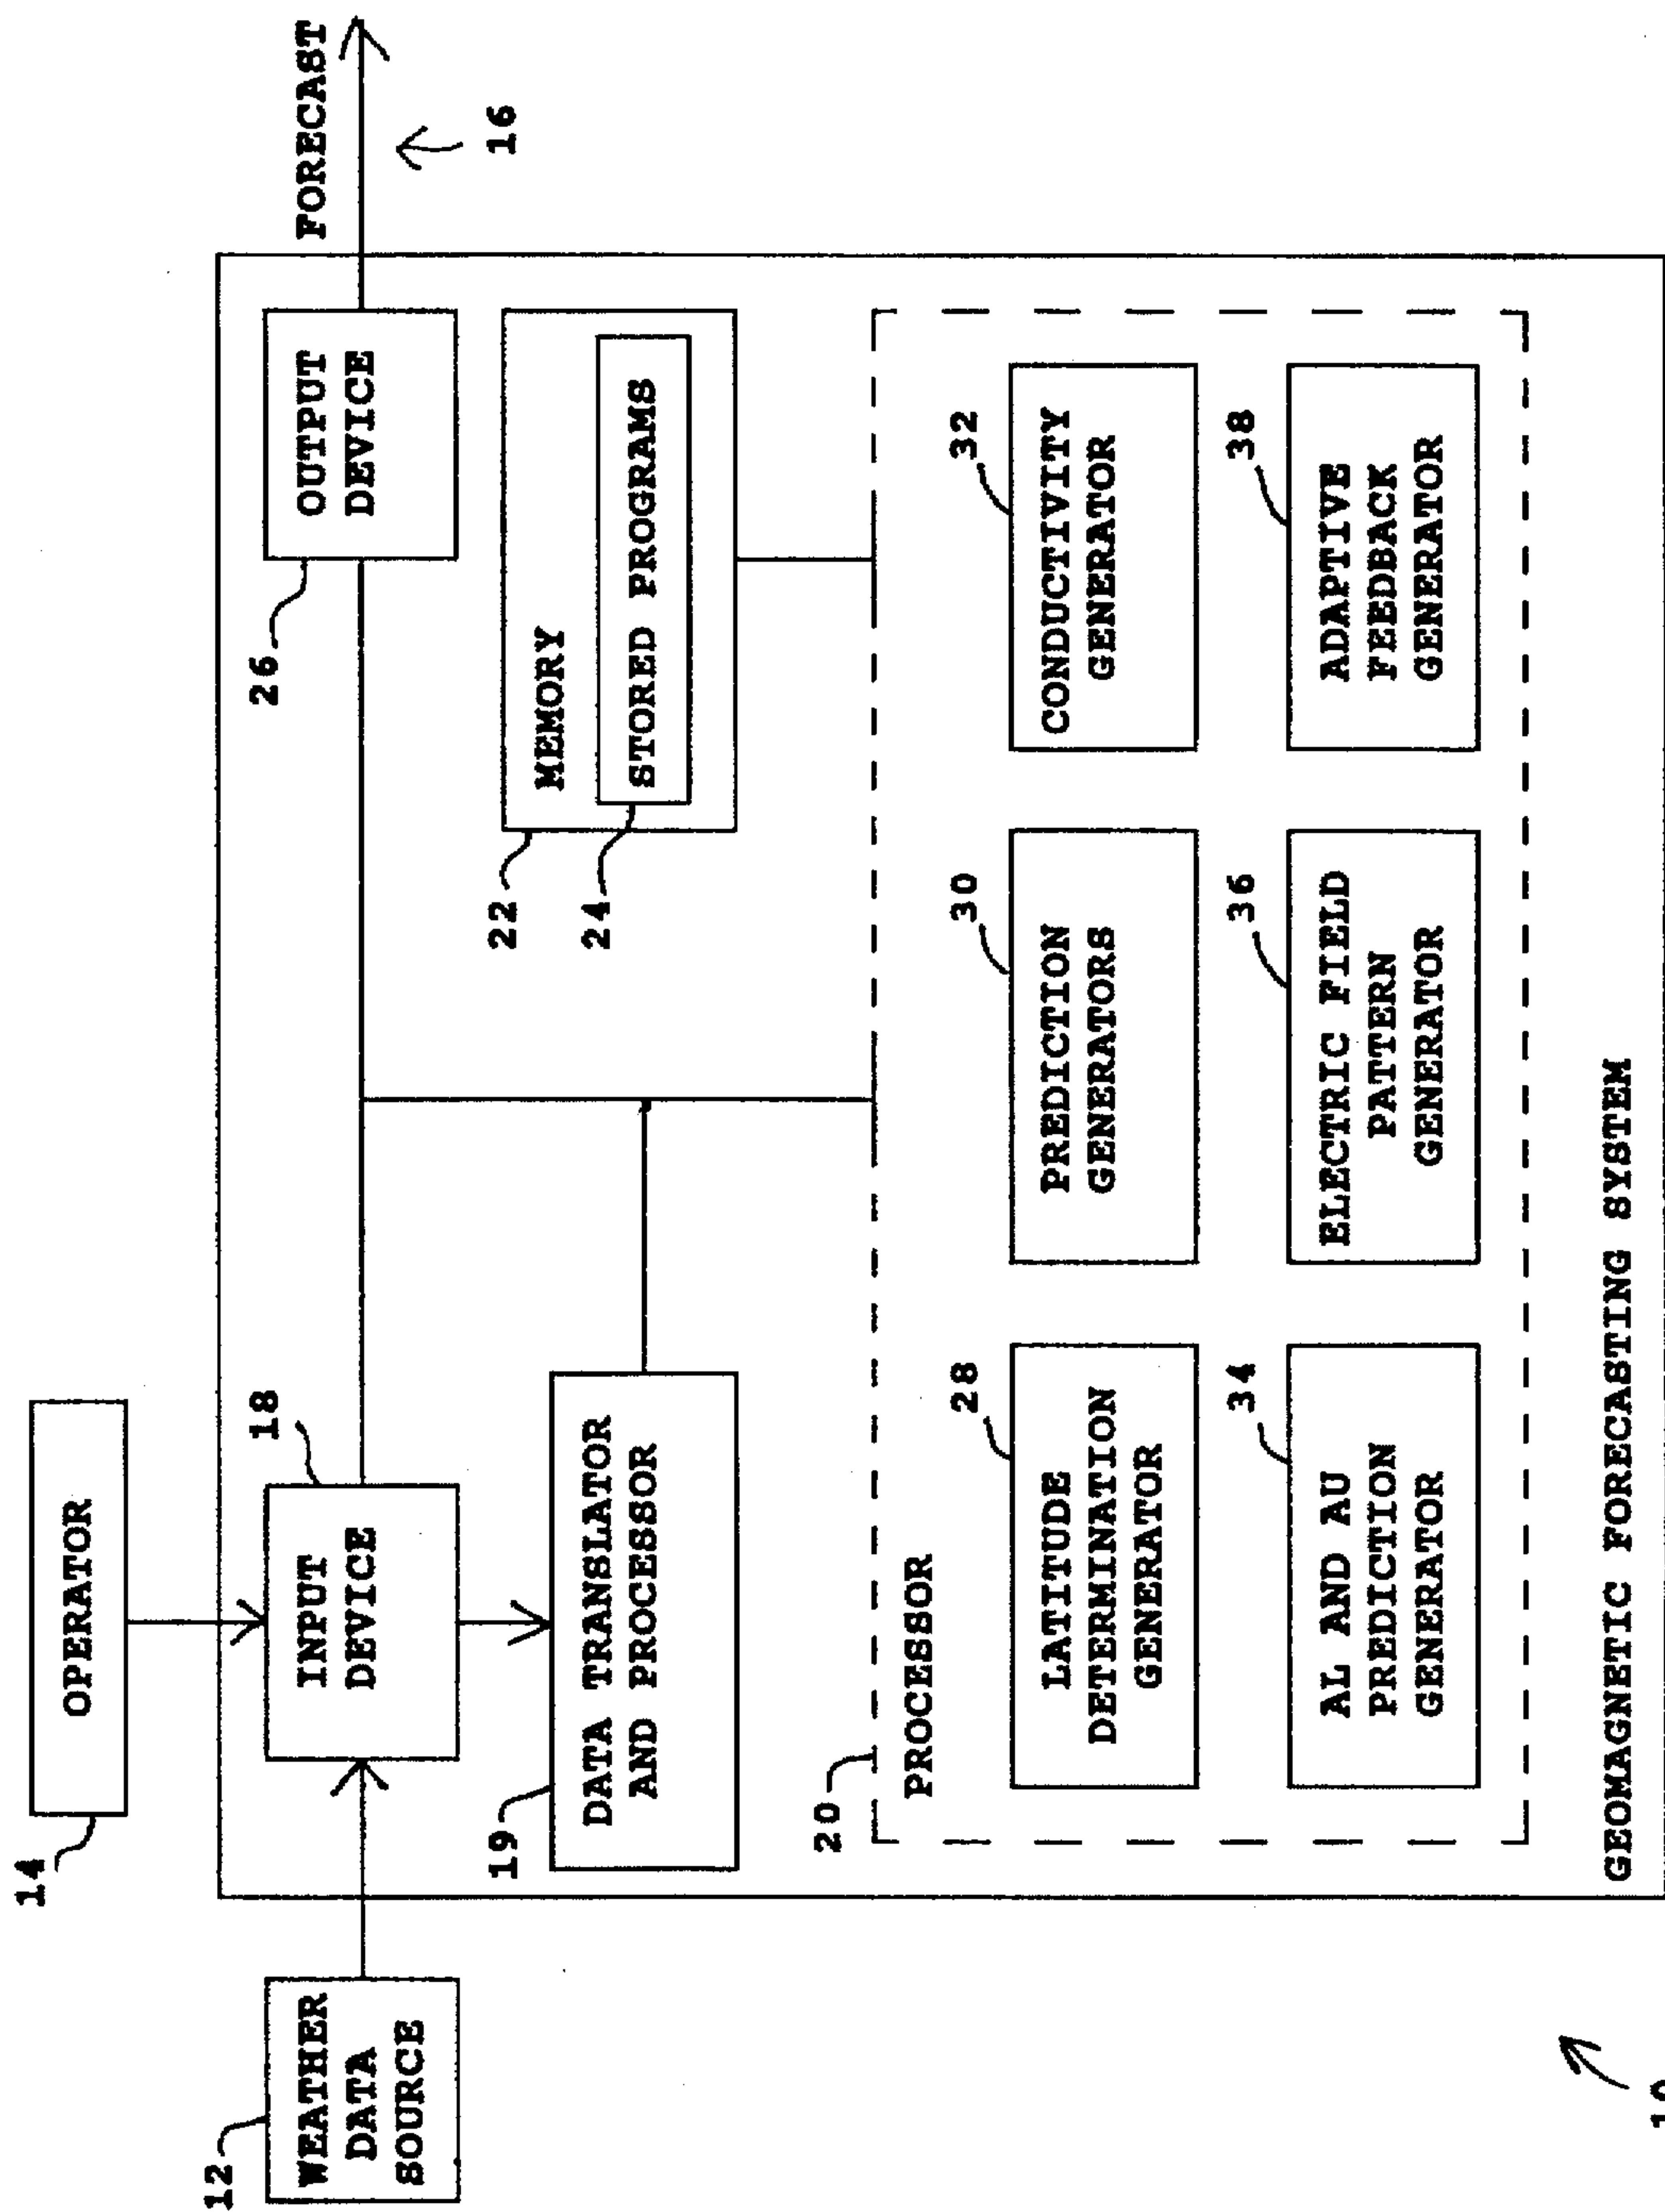 14
OPERATOR
FORECAST
16
12
WEATHER
DATA
SOURCE
18
INPUT
DEVICE
26
OUTPUT
DEVICE
19
DATA TRANSLATOR
AND PROCESSOR
22
MEMORY
24
STORED PROGRAMS
20
PROCESSOR
28
LATITUDE
DETERMINATION
GENERATOR
30
PREDICTION
GENERATORS
32
CONDUCTIVITY
GENERATOR
34
AL AND AU
PREDICTION
GENERATOR
36
ELECTRIC FIELD
PATTERN
GENERATOR
38
ADAPTIVE
FEEDBACK
GENERATOR
GEOMAGNETIC FORECASTING SYSTEM